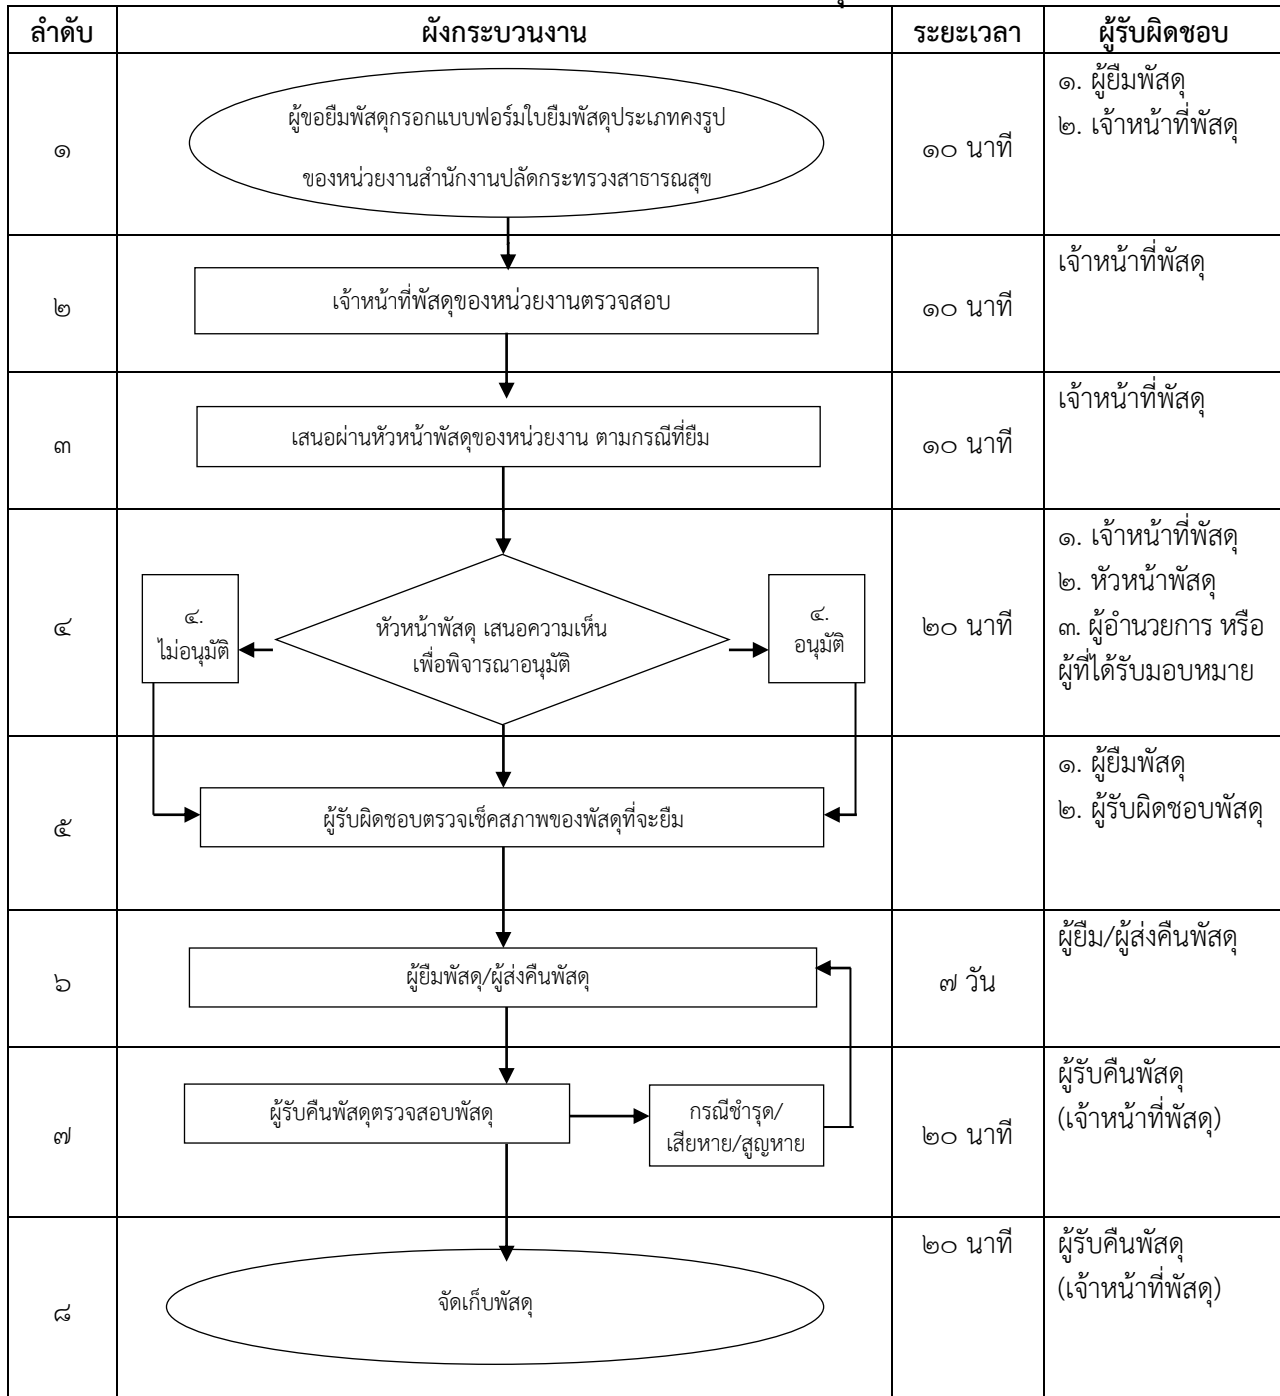 ลำดับ ผังกระบวนงาน ระยะเวลา ผู้รับผิดชอบ
๑
ผู้ขอยืมพัสดุกรอกแบบฟอร์มใบยืมพัสดุประเภทคงรูป
ของหน่วยงานสำนักงานปลัดกระทรวงสาธารณสุข
๑๐ นาที
๑. ผู้ยืมพัสดุ
๒. เจ้าหน้าที่พัสดุ
๒
เจ้าหน้าที่พัสดุของหน่วยงานตรวจสอบ
๑๐ นาที
เจ้าหน้าที่พัสดุ
๓
เสนอผ่านหัวหน้าพัสดุของหน่วยงาน ตามกรณีที่ยืม
๑๐ นาที
เจ้าหน้าที่พัสดุ
๔
๔.
ไม่อนุมัติ
หัวหน้าพัสดุ เสนอความเห็น
เพื่อพิจารณาอนุมัติ
๔.
อนุมัติ
๒๐ นาที
๑. เจ้าหน้าที่พัสดุ
๒. หัวหน้าพัสดุ
๓. ผู้อำนวยการ หรือ
ผู้ที่ได้รับมอบหมาย
๕
ผู้รับผิดชอบตรวจเช็คสภาพของพัสดุที่จะยืม
๑. ผู้ยืมพัสดุ
๒. ผู้รับผิดชอบพัสดุ
๖
ผู้ยืมพัสดุ/ผู้ส่งคืนพัสดุ
๗ วัน
ผู้ยืม/ผู้ส่งคืนพัสดุ
๗
ผู้รับคืนพัสดุตรวจสอบพัสดุ
กรณีชำรุด/
เสียหาย/สูญหาย
๒๐ นาที
ผู้รับคืนพัสดุ
(เจ้าหน้าที่พัสดุ)
๘
จัดเก็บพัสดุ
๒๐ นาที
ผู้รับคืนพัสดุ
(เจ้าหน้าที่พัสดุ)